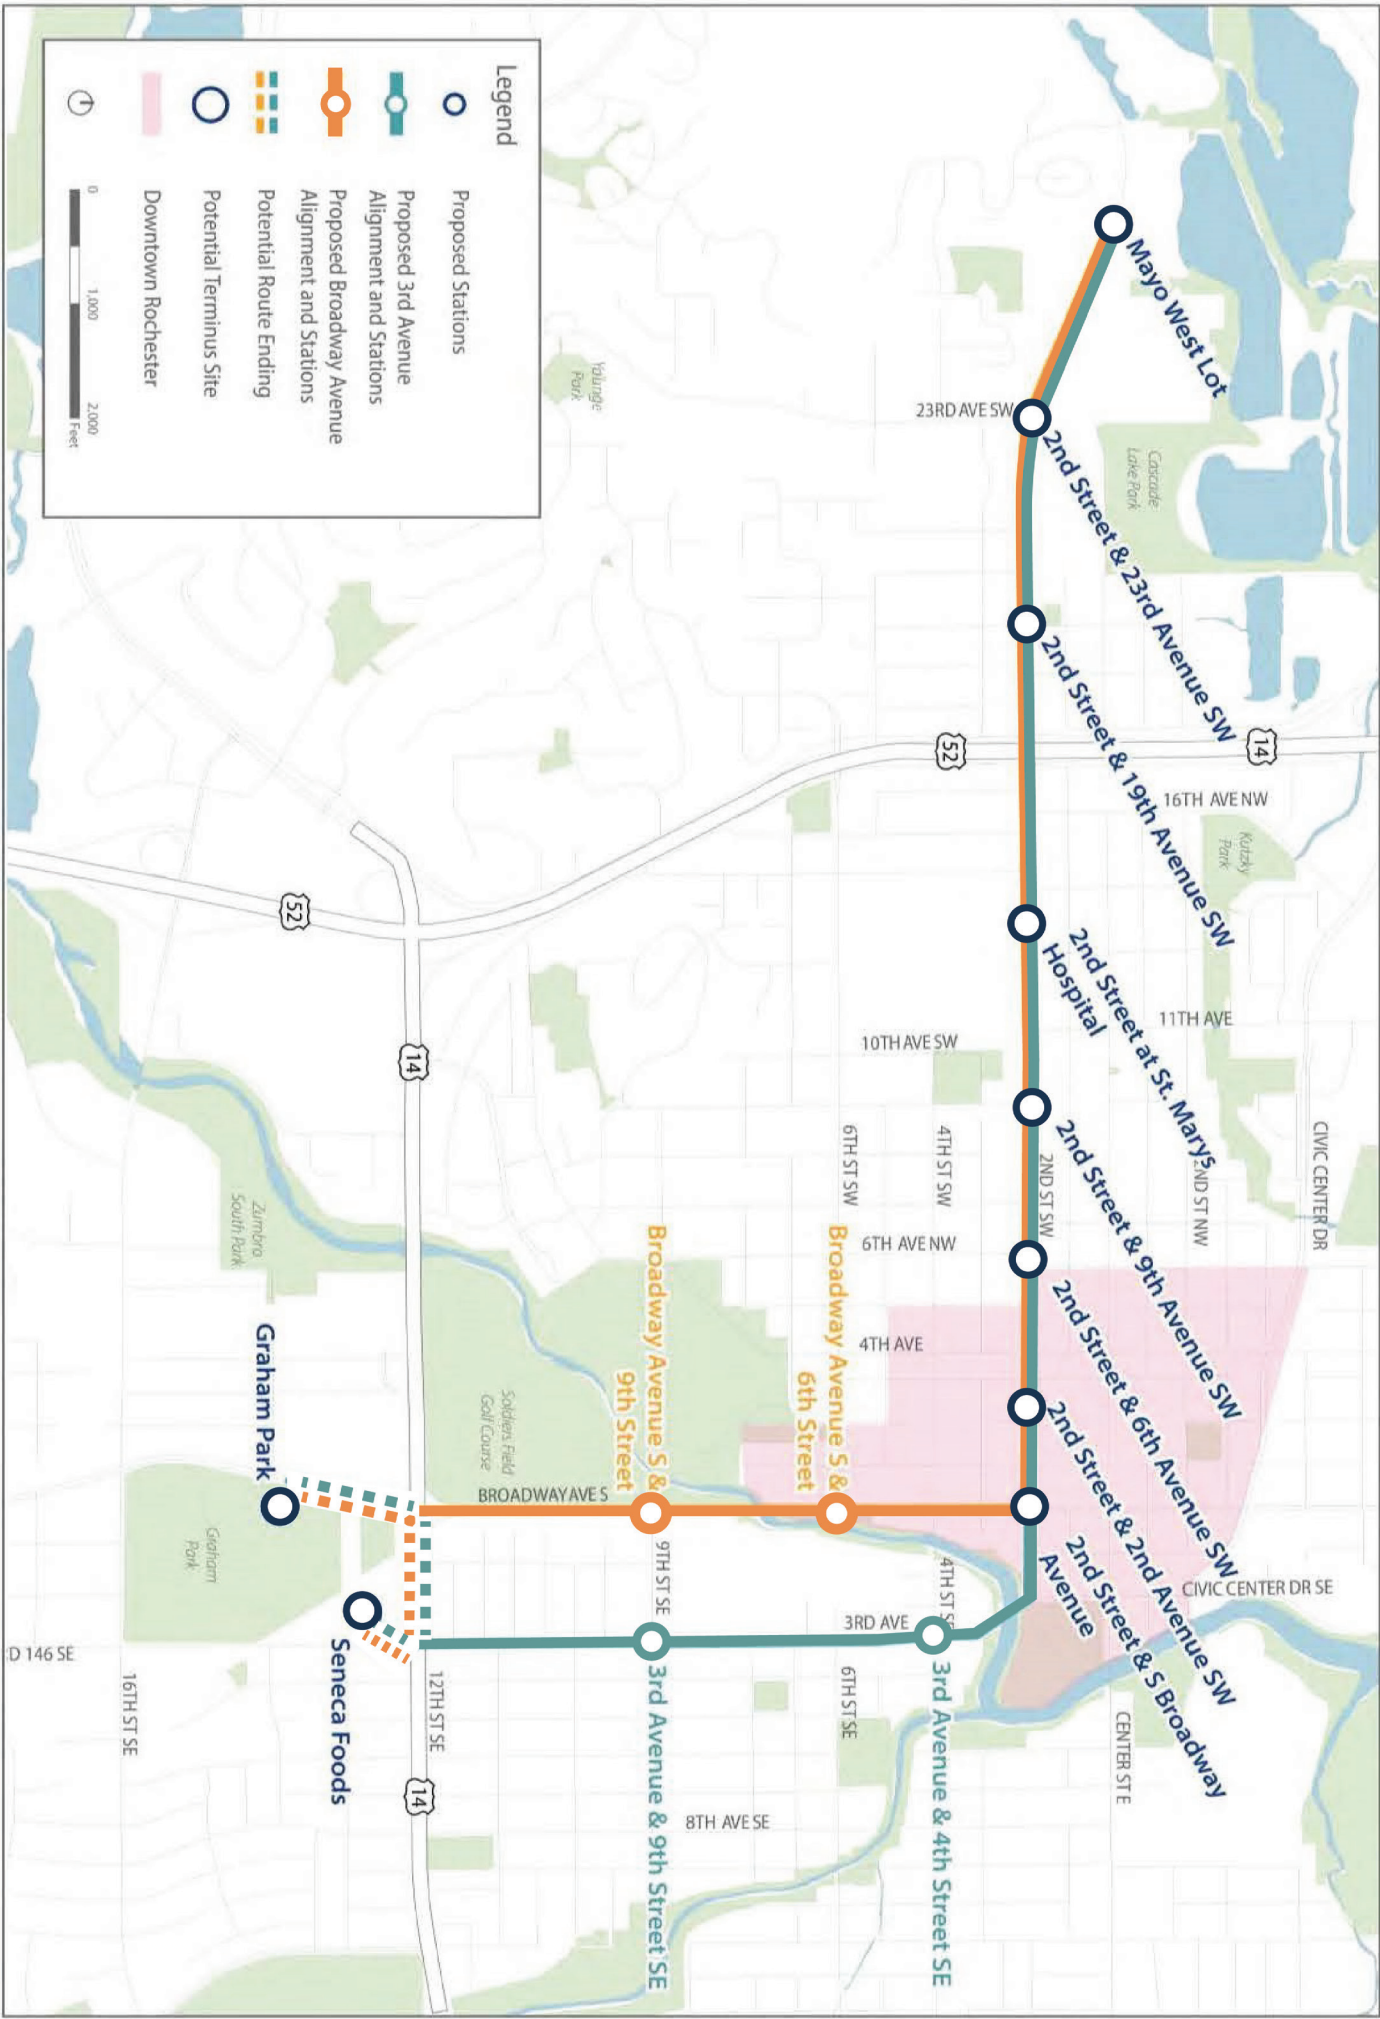 Legend
Proposed Stations
Proposed 3rd Avenue
Alignment and Stations
Proposed Broadway Avenue
Alignment and Stations
Potential Route Ending
Potential Terminus Site
Downtown Rochester
0
1,000
2,000
Feet
Mayo West Lot
2nd Street & 23rd Avenue SW
2nd Street & 19th Avenue SW
2nd Street at St. Marys
Hospital
2nd Street & 9th Avenue SW
2nd Street & 6th Avenue SW
2nd Street & 2nd Avenue SW
2nd Street & S Broadway
Avenue
Broadway Avenue S &
6th Street
Broadway Avenue S &
9th Street
3rd Avenue & 4th Street SE
3rd Avenue & 9th Street SE
Graham Park
Seneca Foods
23RD AVE SW
Cascade
Lake Park
Younge
Park
52
14
16TH AVE NW
Kutzky
Park
52
14
11TH AVE
10TH AVE SW
CIVIC CENTER DR
2ND ST NW
2ND ST SW
4TH ST SW
6TH ST SW
6TH AVE NW
4TH AVE
Zumbro
South Park
Soldiers Field
Golf Course
BROADWAY AVE S
Graham
Park
CIVIC CENTER DR SE
4TH ST SE
9TH ST SE
3RD AVE
6TH ST SE
CENTER ST E
12TH ST SE
16TH ST SE
D 146 SE
14
8TH AVE SE